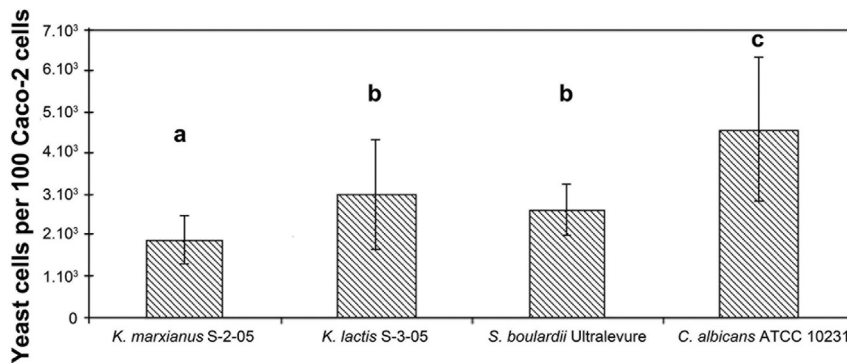 Yeast cells per 100 Caco-2 cells
7.10³
6.10³
5.10³
4.10³
3.10³
2.10³
1.10³
0
a
b
b
c
K. marxianus S-2-05
K. lactis S-3-05
S. boulardii Ultralevure
C. albicans ATCC 10231